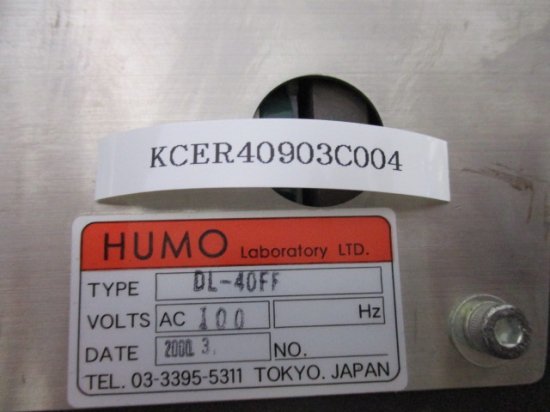 KCER40903C004
HUMO Laboratory LTD.
TYPE DL-40FF
VOLTS AC 100 Hz
DATE 2000. 3. NO.
TEL. 03-3395-5311 TOKYO. JAPAN